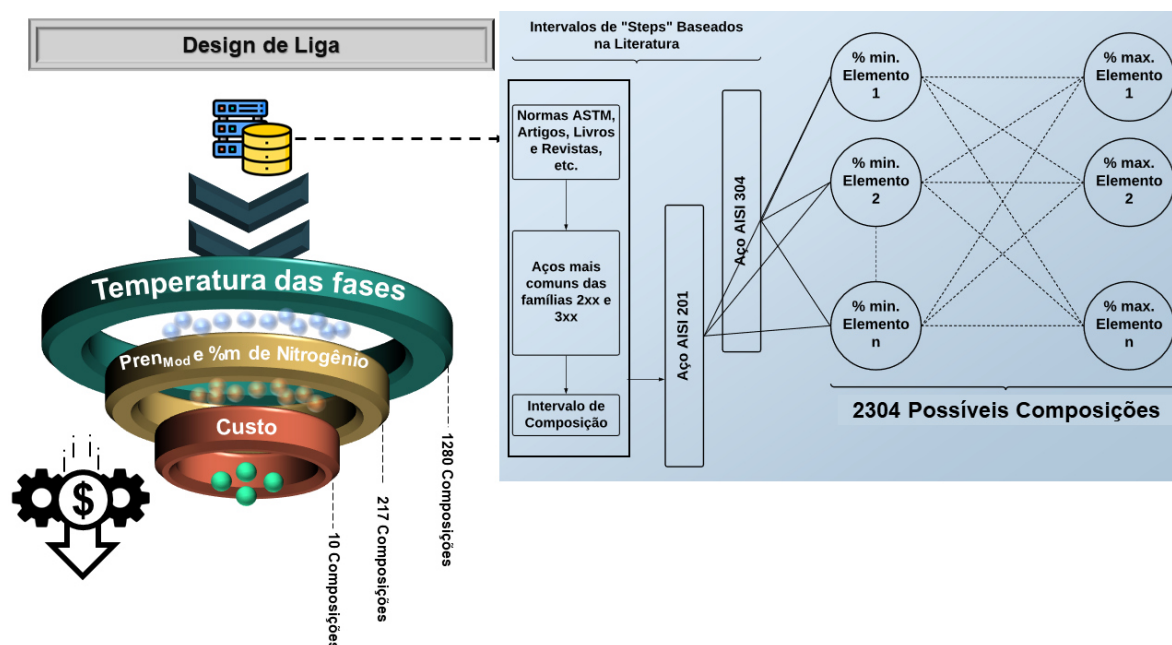 Design de Liga
Temperatura das fases
Pren_Mod e %m de Nitrogênio
Custo
$
1280 Composições
217 Composições
10 Composições
Intervalos de "Steps" Baseados
na Literatura
Normas ASTM,
Artigos, Livros
e Revistas,
etc.
Aços mais
comuns das
famílias 2xx e
3xx
Intervalo de
Composição
Aço AISI 201
Aço AISI 304
% min.
Elemento
1
% min.
Elemento
2
% min.
Elemento
n
% max.
Elemento
1
% max.
Elemento
2
% max.
Elemento
n
2304 Possíveis Composições